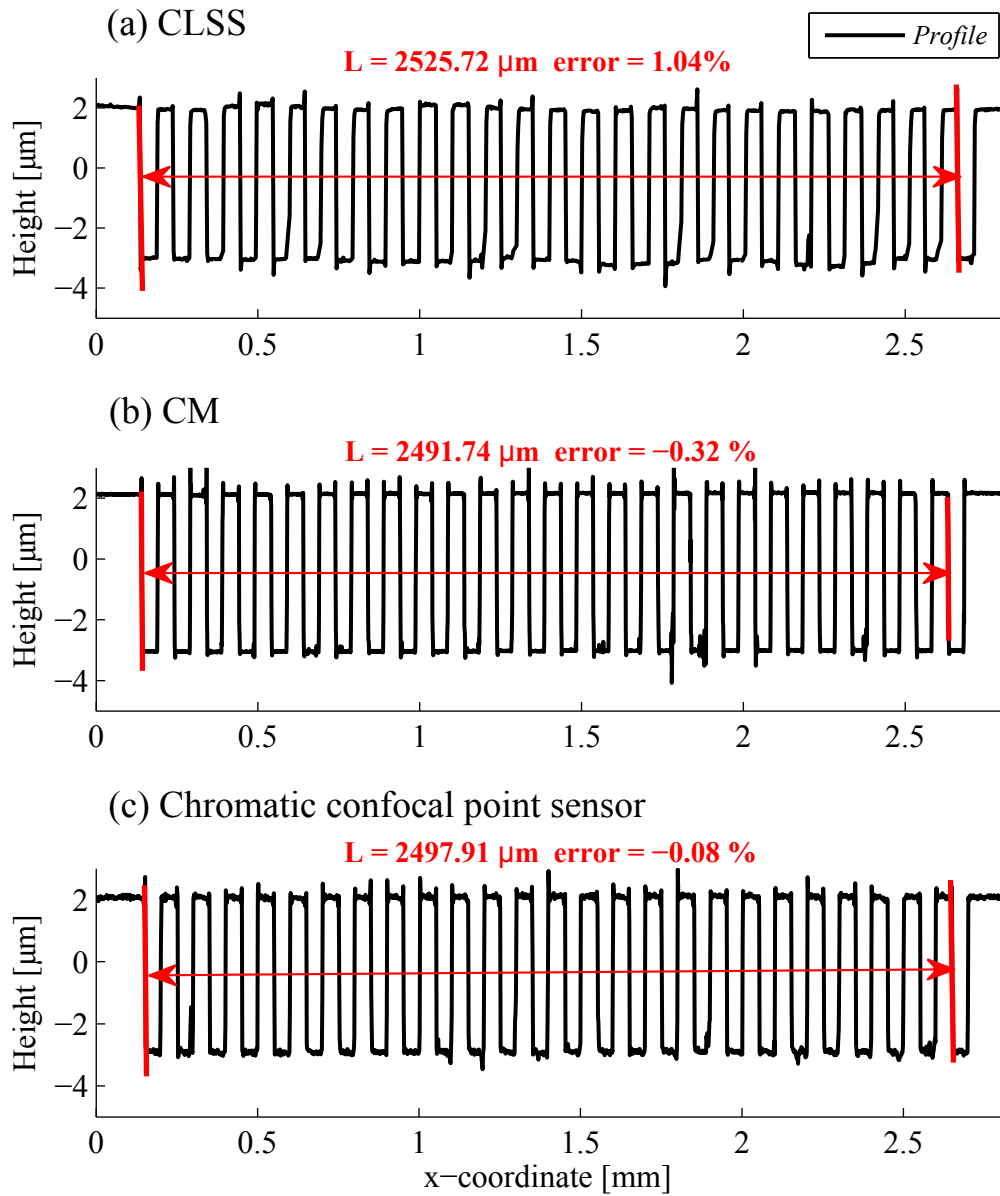 (a) CLSS
Profile
L = 2525.72 μm  error = 1.04%
Height [μm]
2
0
−2
−4
0 0.5 1 1.5 2 2.5
(b) CM
L = 2491.74 μm  error = −0.32 %
Height [μm]
2
0
−2
−4
0 0.5 1 1.5 2 2.5
(c) Chromatic confocal point sensor
L = 2497.91 μm  error = −0.08 %
Height [μm]
2
0
−2
−4
0 0.5 1 1.5 2 2.5
x−coordinate [mm]